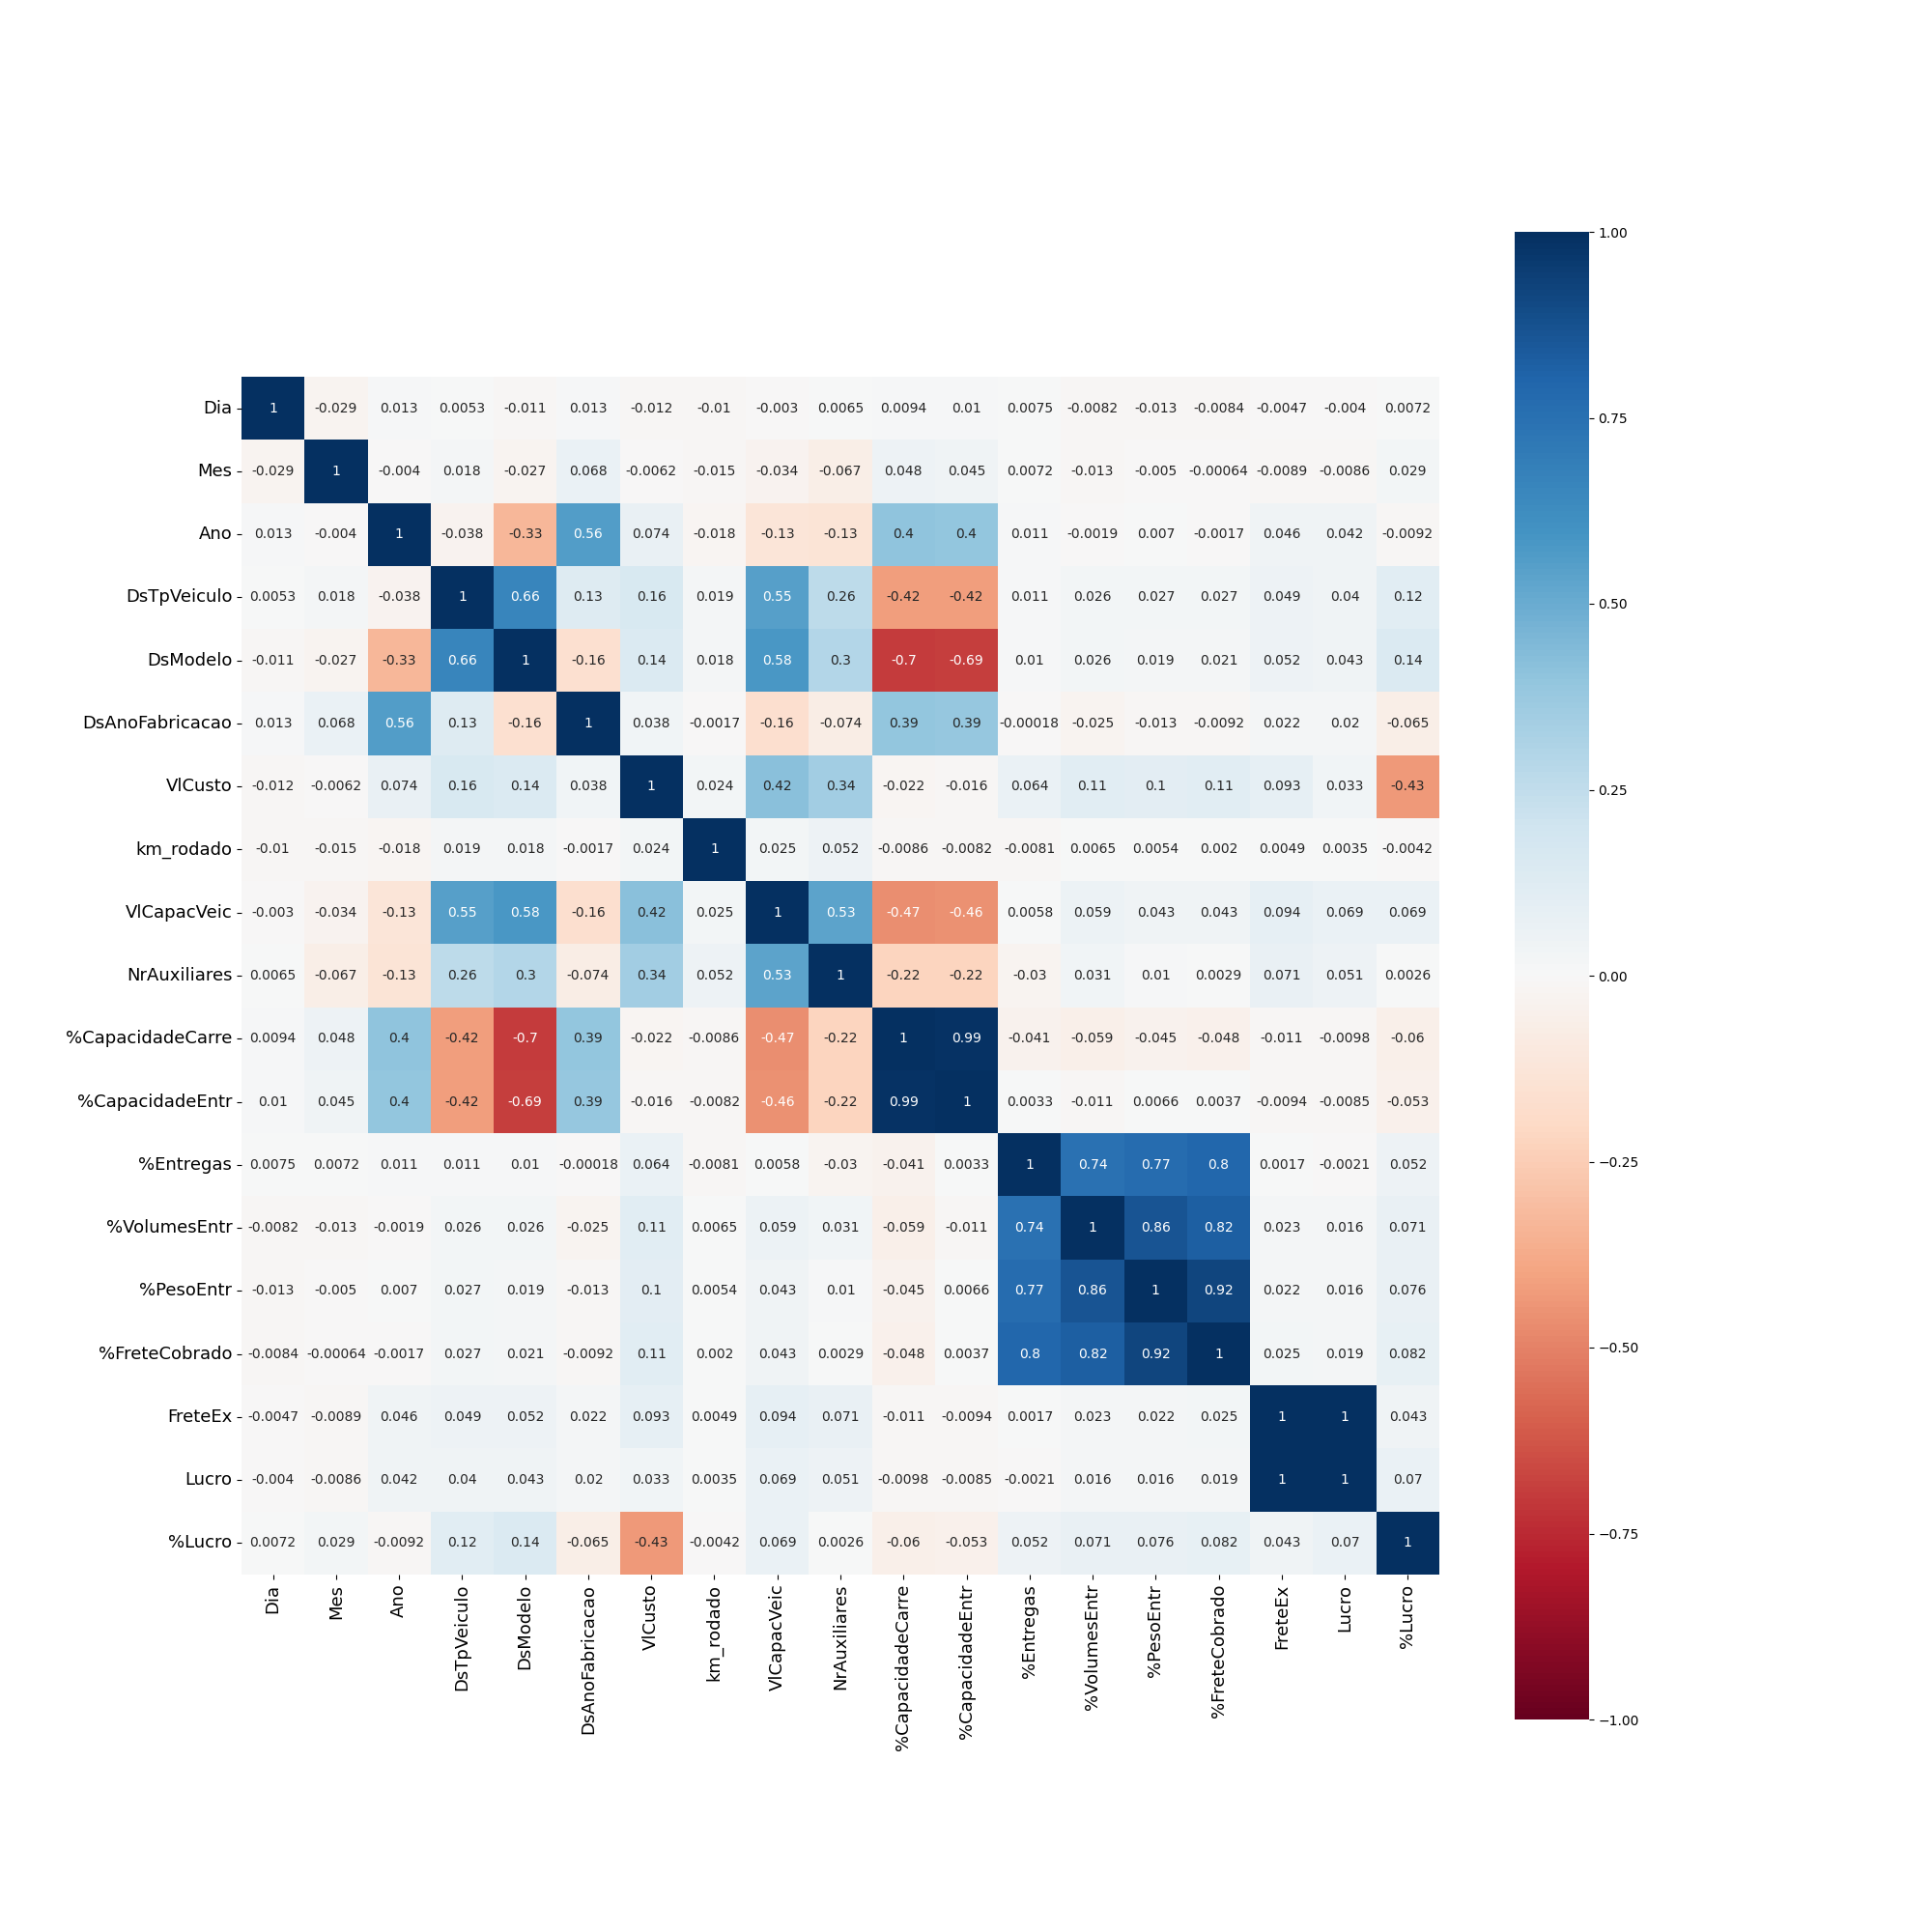 1.00
Dia 1 -0.029 0.013 0.0053 -0.011 0.013 -0.012 -0.01 -0.003 0.0065 0.0094 0.01 0.0075 -0.0082 -0.013 -0.0084 -0.0047 -0.004 0.0072
0.75
Mes -0.029 1 -0.004 0.018 -0.027 0.068 -0.0062 -0.015 -0.034 -0.067 0.048 0.045 0.0072 -0.013 -0.005 -0.00064 -0.0089 -0.0086 0.029
Ano 0.013 -0.004 1 -0.038 -0.33 0.56 0.074 -0.018 -0.13 -0.13 0.4 0.4 0.011 -0.0019 0.007 -0.0017 0.046 0.042 -0.0092
DsTpVeiculo 0.0053 0.018 -0.038 1 0.66 0.13 0.16 0.019 0.55 0.26 -0.42 -0.42 0.011 0.026 0.027 0.027 0.049 0.04 0.12
0.50
DsModelo -0.011 -0.027 -0.33 0.66 1 -0.16 0.14 0.018 0.58 0.3 -0.7 -0.69 0.01 0.026 0.019 0.021 0.052 0.043 0.14
DsAnoFabricacao 0.013 0.068 0.56 0.13 -0.16 1 0.038 -0.0017 -0.16 -0.074 0.39 0.39 -0.00018 -0.025 -0.013 -0.0092 0.022 0.02 -0.065
VlCusto -0.012 -0.0062 0.074 0.16 0.14 0.038 1 0.024 0.42 0.34 -0.022 -0.016 0.064 0.11 0.1 0.11 0.093 0.033 -0.43
0.25
km_rodado -0.01 -0.015 -0.018 0.019 0.018 -0.0017 0.024 1 0.025 0.052 -0.0086 -0.0082 -0.0081 0.0065 0.0054 0.002 0.0049 0.0035 -0.0042
VlCapacVeic -0.003 -0.034 -0.13 0.55 0.58 -0.16 0.42 0.025 1 0.53 -0.47 -0.46 0.0058 0.059 0.043 0.043 0.094 0.069 0.069
NrAuxiliares 0.0065 -0.067 -0.13 0.26 0.3 -0.074 0.34 0.052 0.53 1 -0.22 -0.22 -0.03 0.031 0.01 0.0029 0.071 0.051 0.0026
0.00
%CapacidadeCarre 0.0094 0.048 0.4 -0.42 -0.7 0.39 -0.022 -0.0086 -0.47 -0.22 1 0.99 -0.041 -0.059 -0.045 -0.048 -0.011 -0.0098 -0.06
%CapacidadeEntr 0.01 0.045 0.4 -0.42 -0.69 0.39 -0.016 -0.0082 -0.46 -0.22 0.99 1 0.0033 -0.011 0.0066 0.0037 -0.0094 -0.0085 -0.053
−0.25
%Entregas 0.0075 0.0072 0.011 0.011 0.01 -0.00018 0.064 -0.0081 0.0058 -0.03 -0.041 0.0033 1 0.74 0.77 0.8 0.0017 -0.0021 0.052
%VolumesEntr -0.0082 -0.013 -0.0019 0.026 0.026 -0.025 0.11 0.0065 0.059 0.031 -0.059 -0.011 0.74 1 0.86 0.82 0.023 0.016 0.071
%PesoEntr -0.013 -0.005 0.007 0.027 0.019 -0.013 0.1 0.0054 0.043 0.01 -0.045 0.0066 0.77 0.86 1 0.92 0.022 0.016 0.076
−0.50
%FreteCobrado -0.0084 -0.00064 -0.0017 0.027 0.021 -0.0092 0.11 0.002 0.043 0.0029 -0.048 0.0037 0.8 0.82 0.92 1 0.025 0.019 0.082
FreteEx -0.0047 -0.0089 0.046 0.049 0.052 0.022 0.093 0.0049 0.094 0.071 -0.011 -0.0094 0.0017 0.023 0.022 0.025 1 1 0.043
Lucro -0.004 -0.0086 0.042 0.04 0.043 0.02 0.033 0.0035 0.069 0.051 -0.0098 -0.0085 -0.0021 0.016 0.016 0.019 1 1 0.07
−0.75
%Lucro 0.0072 0.029 -0.0092 0.12 0.14 -0.065 -0.43 -0.0042 0.069 0.0026 -0.06 -0.053 0.052 0.071 0.076 0.082 0.043 0.07 1
−1.00
Dia
Mes
Ano
DsTpVeiculo
DsModelo
DsAnoFabricacao
VlCusto
km_rodado
VlCapacVeic
NrAuxiliares
%CapacidadeCarre
%CapacidadeEntr
%Entregas
%VolumesEntr
%PesoEntr
%FreteCobrado
FreteEx
Lucro
%Lucro